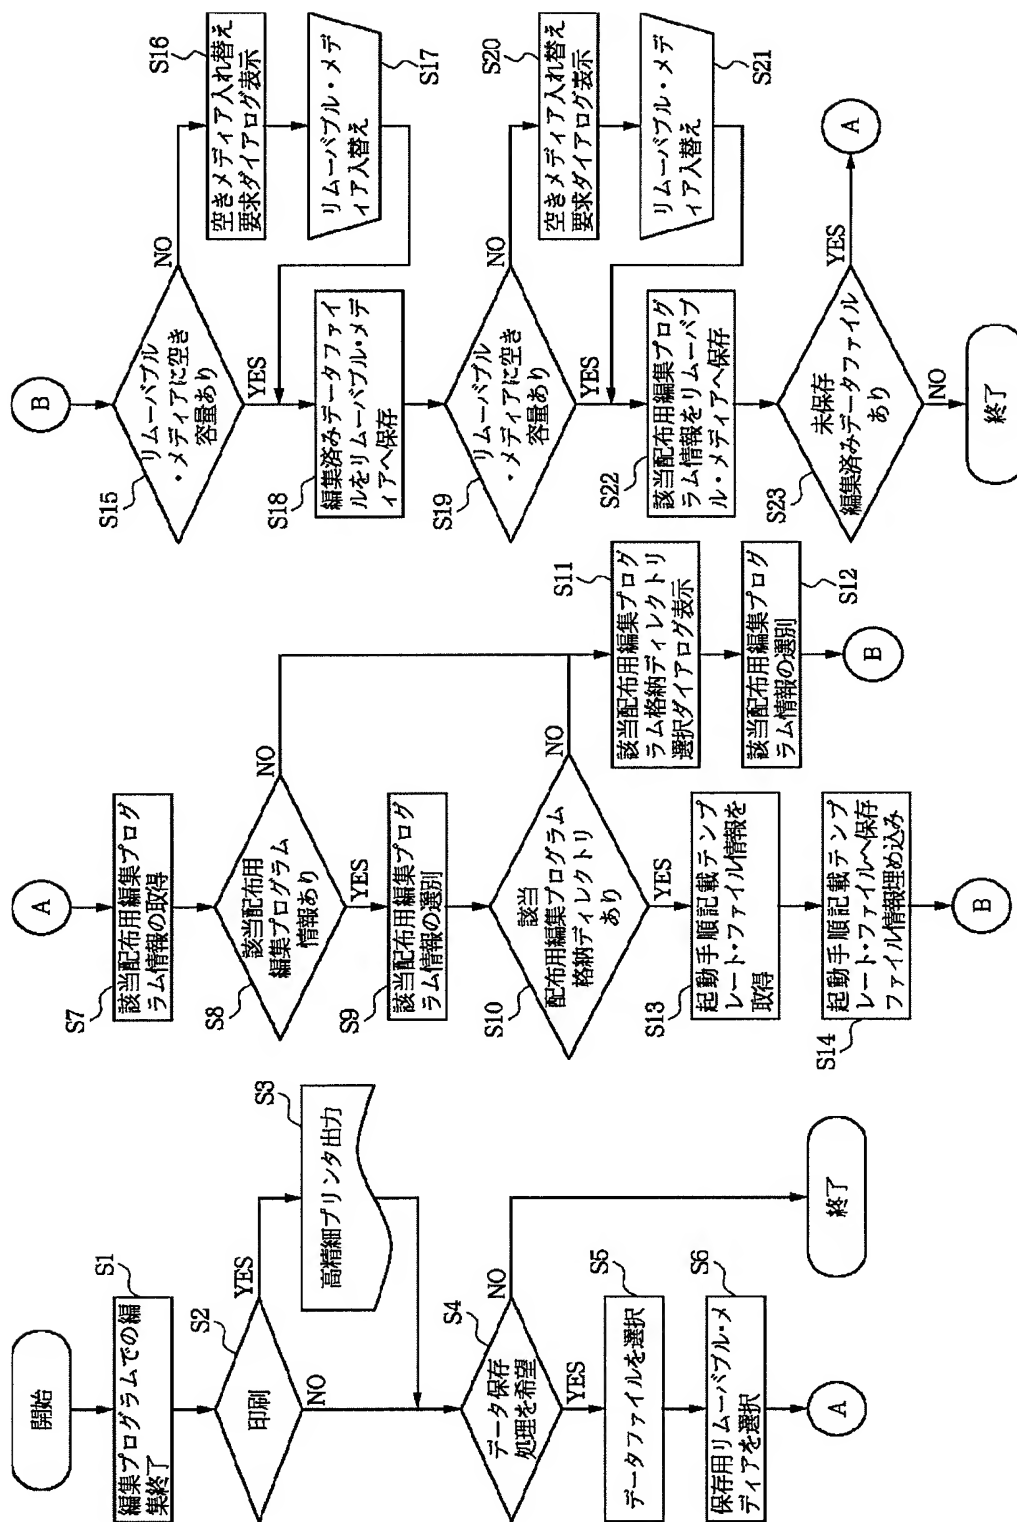 開始
S1
編集プログラムでの編
集終了
S2
印刷
YES
NO
S3
高精細プリンタ出力
S4
データ保存
処理を希望
NO
YES
終了
S5
データファイルを選択
S6
保存用リムーバブル・メ
ディアを選択
A
A
S7
該当配布用編集プログ
ラム情報の取得
S8
該当配布用
編集プログラム
情報あり
NO
YES
S9
該当配布用編集プログ
ラム情報の選別
S10
該当
配布用編集プログラム
格納ディレクトリ
あり
NO
YES
S11
該当配布用編集プログ
ラム格納ディレクトリ
選択ダイアログ表示
S12
該当配布用編集プログ
ラム情報の選別
B
S13
起動手順記載テンプ
レート・ファイル情報を
取得
S14
起動手順記載テンプ
レート・ファイルへ保存
ファイル情報埋め込み
B
B
S15
リムーバブル
・メディアに空き
容量あり
NO
YES
S16
空きメディア入れ替え
要求ダイアログ表示
S17
リムーバブル・メデ
ィア入替え
S18
編集済みデータファイ
ルをリムーバブル・メデ
ィアへ保存
S19
リムーバブル
・メディアに空き
容量あり
NO
YES
S20
空きメディア入れ替え
要求ダイアログ表示
S21
リムーバブル・メデ
ィア入替え
S22
該当配布用編集プログ
ラム情報をリムーバブ
ル・メディアへ保存
S23
未保存
編集済みデータファイル
あり
YES
A
NO
終了